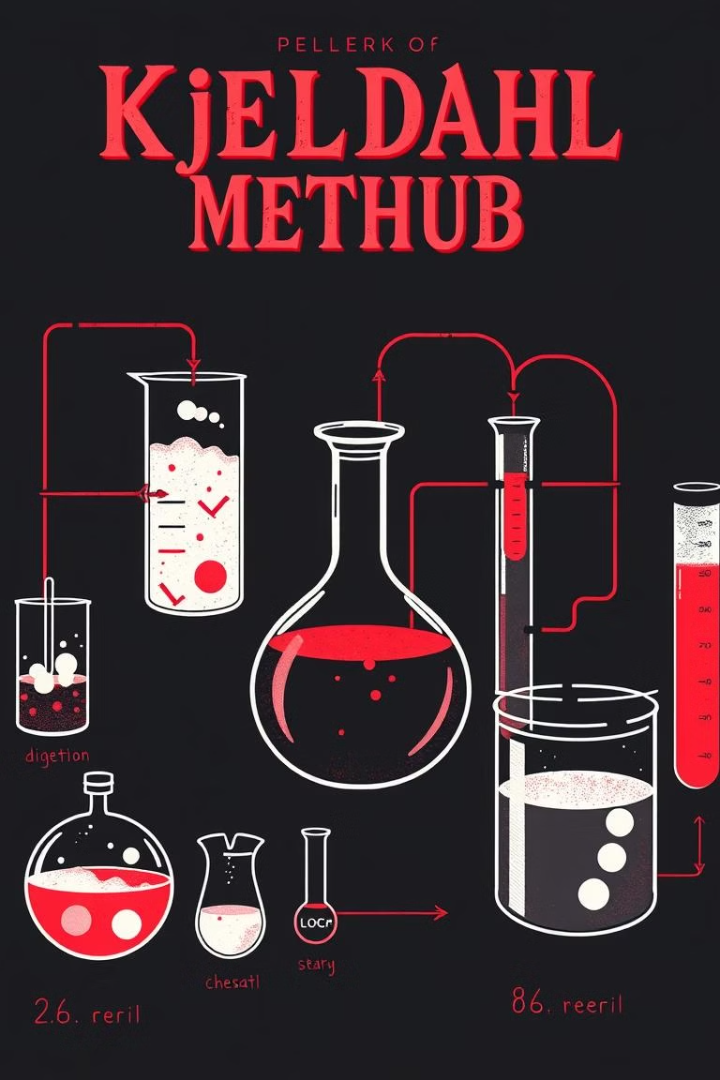 PELLERK OF
KjELDAHL
METHUB
digetion
LOCr
chesatl
seary
2.6. reril
86. reeril